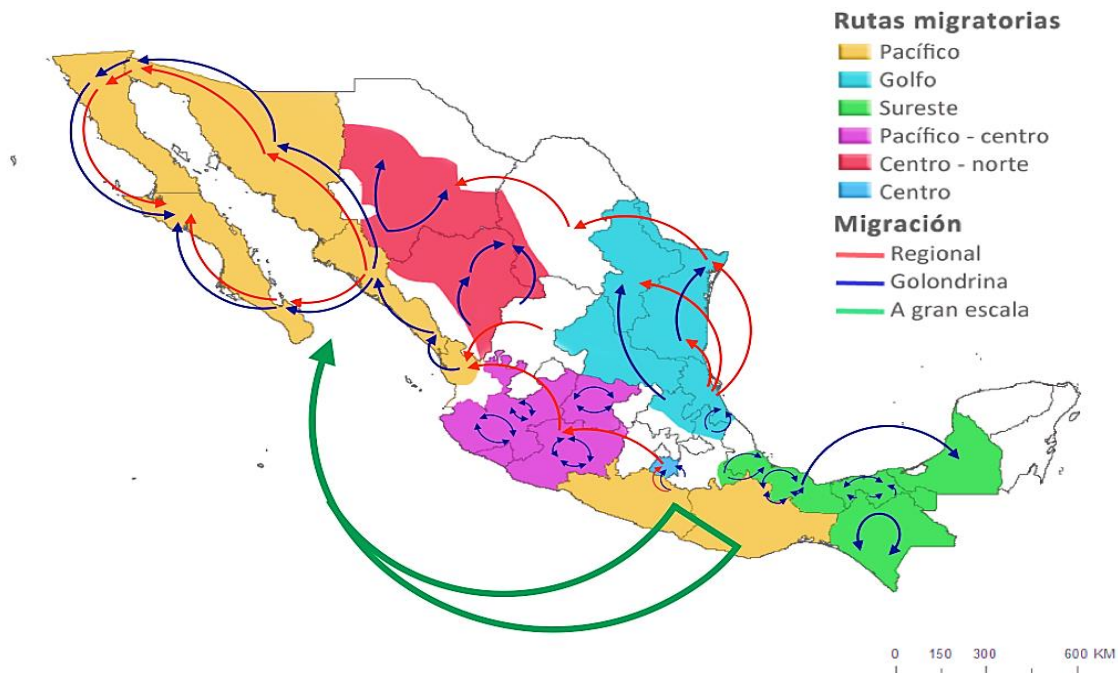 Rutas migratorias
Pacífico
Golfo
Sureste
Pacífico - centro
Centro - norte
Centro
Migración
Regional
Golondrina
A gran escala
0 150 300 600 KM